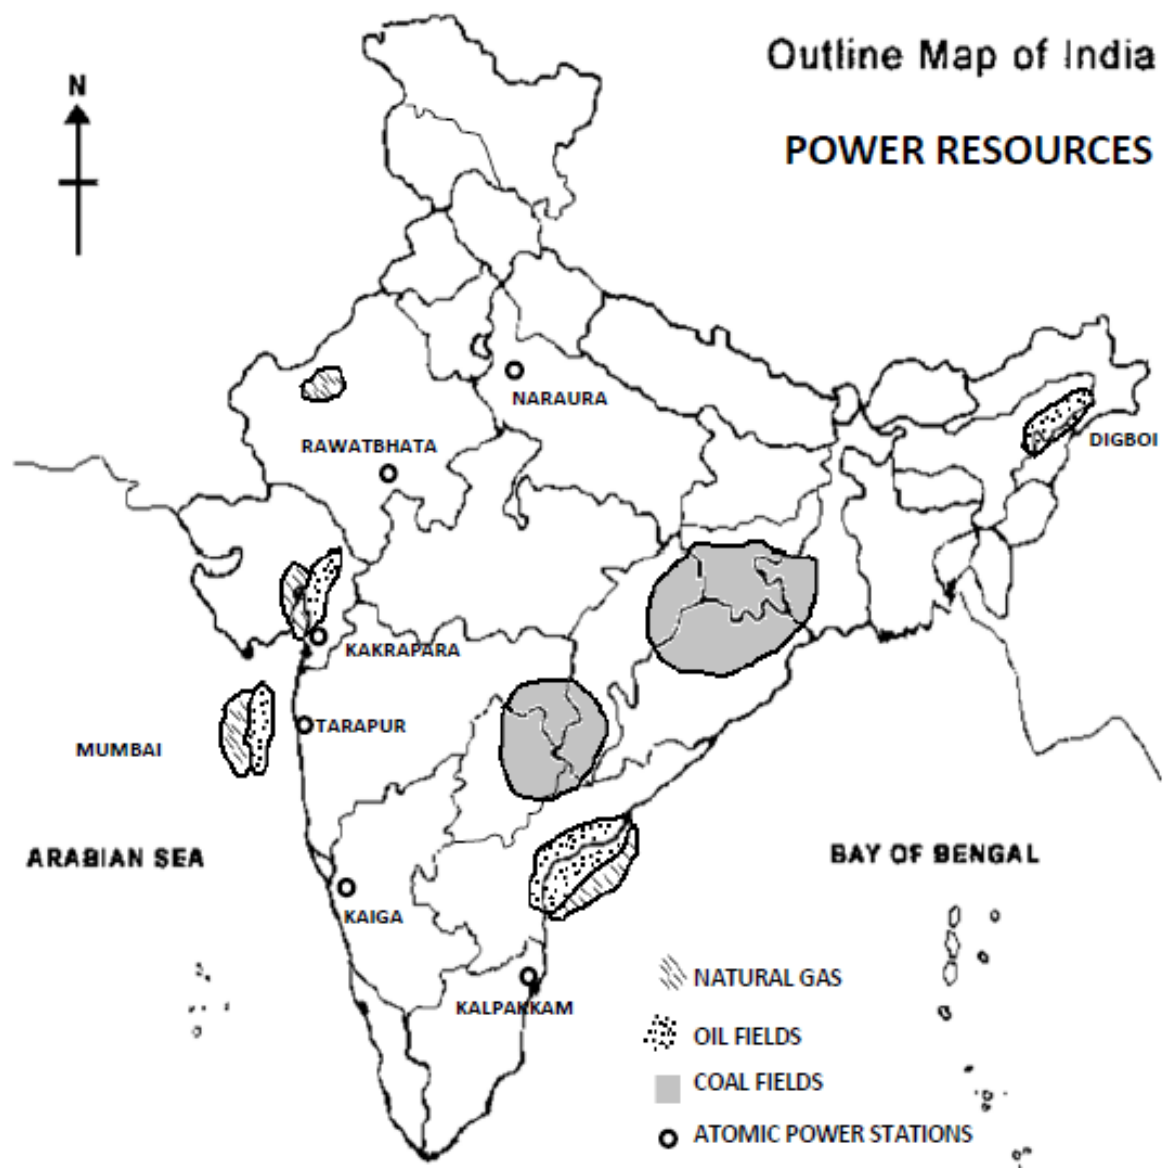 Outline Map of India
N
POWER RESOURCES
NARAURA
DIGBOI
RAWATBHATA
KAKRAPARA
TARAPUR
MUMBAI
ARABIAN SEA
BAY OF BENGAL
KAIGA
NATURAL GAS
KALPAKKAM
OIL FIELDS
COAL FIELDS
ATOMIC POWER STATIONS